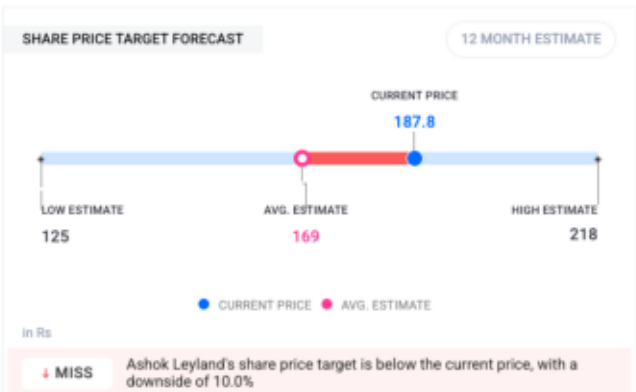 SHARE PRICE TARGET FORECAST
12 MONTH ESTIMATE
CURRENT PRICE
187.8
LOW ESTIMATE
AVG. ESTIMATE
HIGH ESTIMATE
125
169
218
CURRENT PRICE
AVG. ESTIMATE
in Rs
MISS
Ashok Leyland's share price target is below the current price, with a
downside of 10.0%